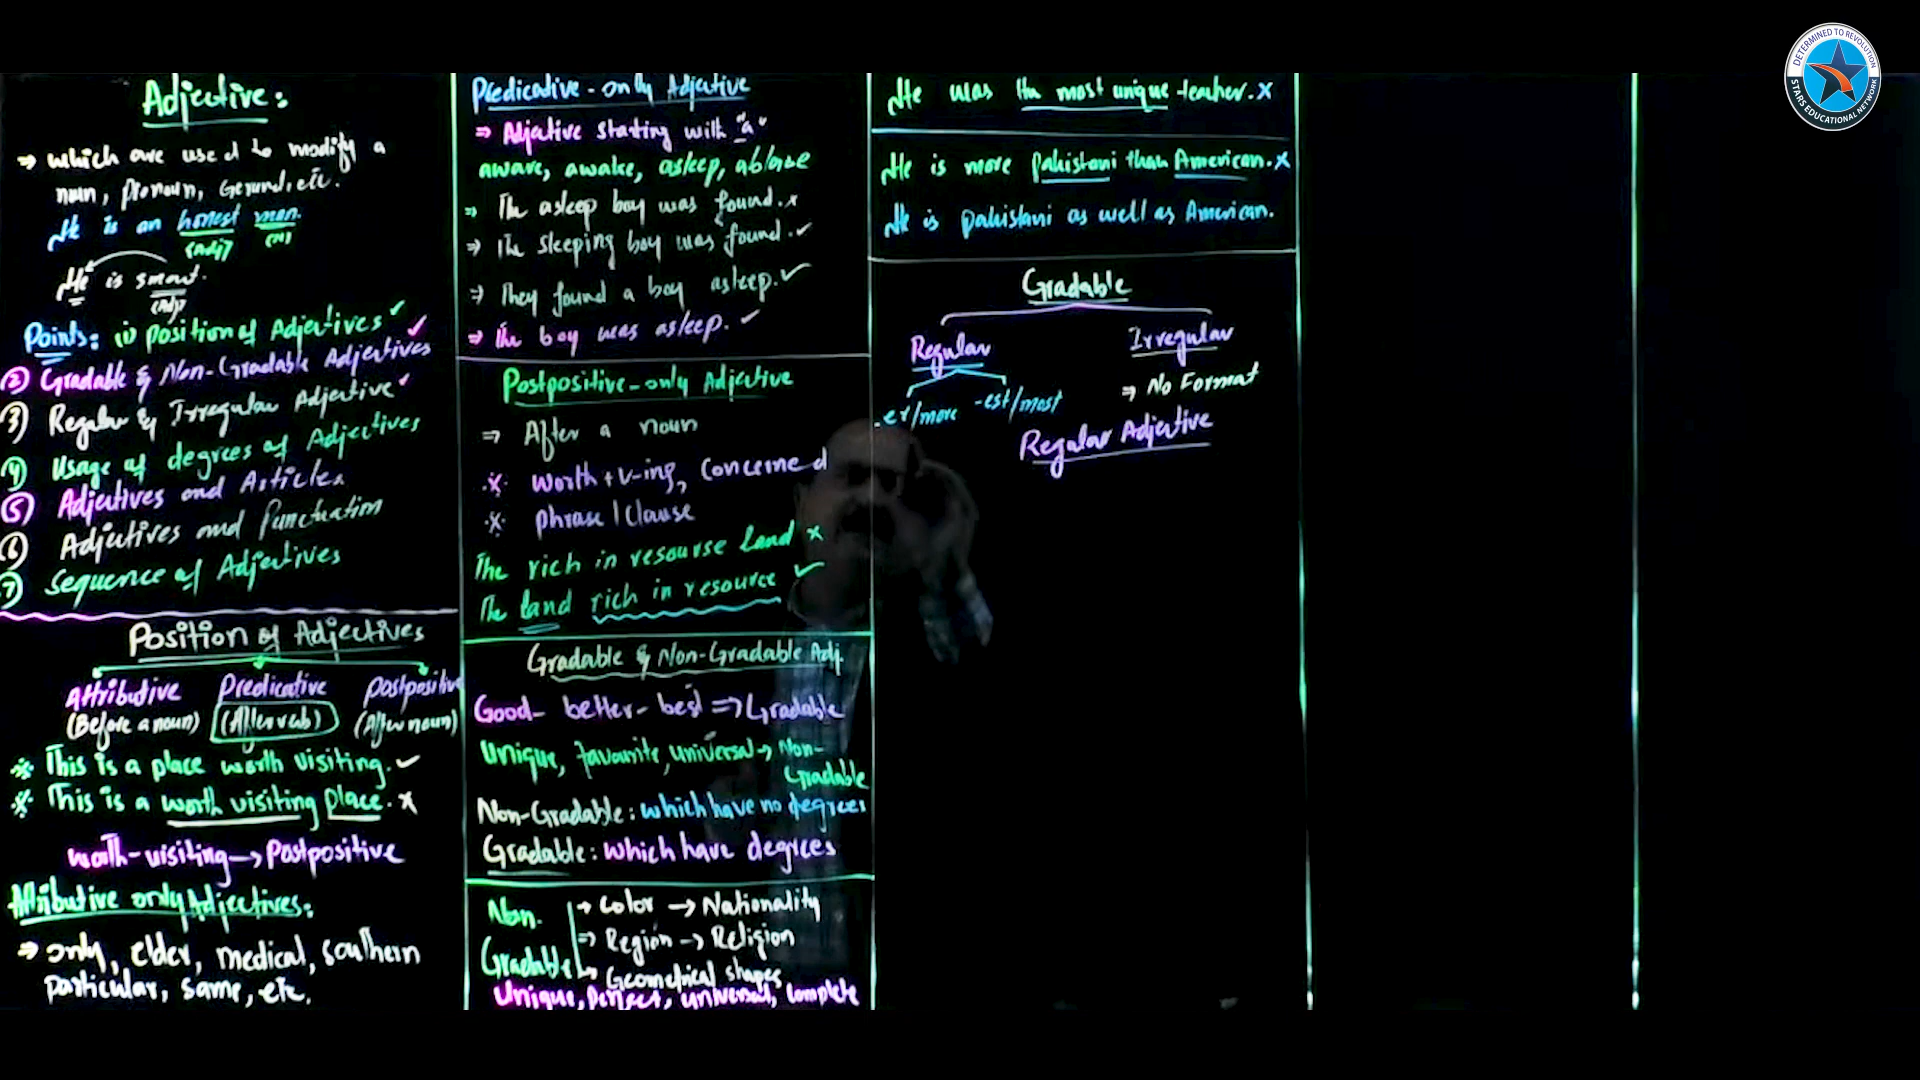 DETERMINED TO REVOLUTION
STARS EDUCATIONAL NETWORK
Adjective:
⇒ which are used to modify a
noun, pronoun, Gerund, etc.
He is an honest man.
(Adj) (N)
He is smart.
(Adj)
Points: (i) position of Adjectives ✓
② Gradable & Non-Gradable Adjectives ✓
③ Regular & Irregular Adjective ✓
④ Usage of degrees of Adjectives
⑤ Adjectives and Articles
⑥ Adjectives and Punctuation
⑦ Sequence of Adjectives
Position of Adjectives
Attributive Predicative Postpositive
(Before a noun) (After verb) (After noun)
※ This is a place worth visiting. ✓
※ This is a worth visiting place. x
worth-visiting → Postpositive
Attributive only Adjectives:
⇒ only, elder, medical, southern
particular, same, etc.
Predicative-only Adjective
⇒ Adjective starting with "a"
aware, awake, asleep, ablaze
⇒ The asleep boy was found. x
⇒ The sleeping boy was found. ✓
⇒ They found a boy asleep. ✓
⇒ The boy was asleep. ✓
Postpositive-only Adjective
⇒ After a noun
※ worth + v-ing, concerned
※ phrase / clause
The rich in resourse land x
The land rich in resource ✓
Gradable & Non-Gradable Adj.
Good- better- best ⇒ Gradable
Unique, favourite, universal → Non-
Gradable
Non-Gradable: which have no degrees
Gradable: which have degrees
Non. → Color → Nationality
Gradable ⇒ Region → Religion
→ Geometrical shapes
Unique, perfect, universal, complete
He was the most unique teacher. x
He is more pakistani than American. x
He is pakistani as well as American.
Gradable
Regular Irregular
-er/more -est/most ⇒ No Format
Regular Adjective